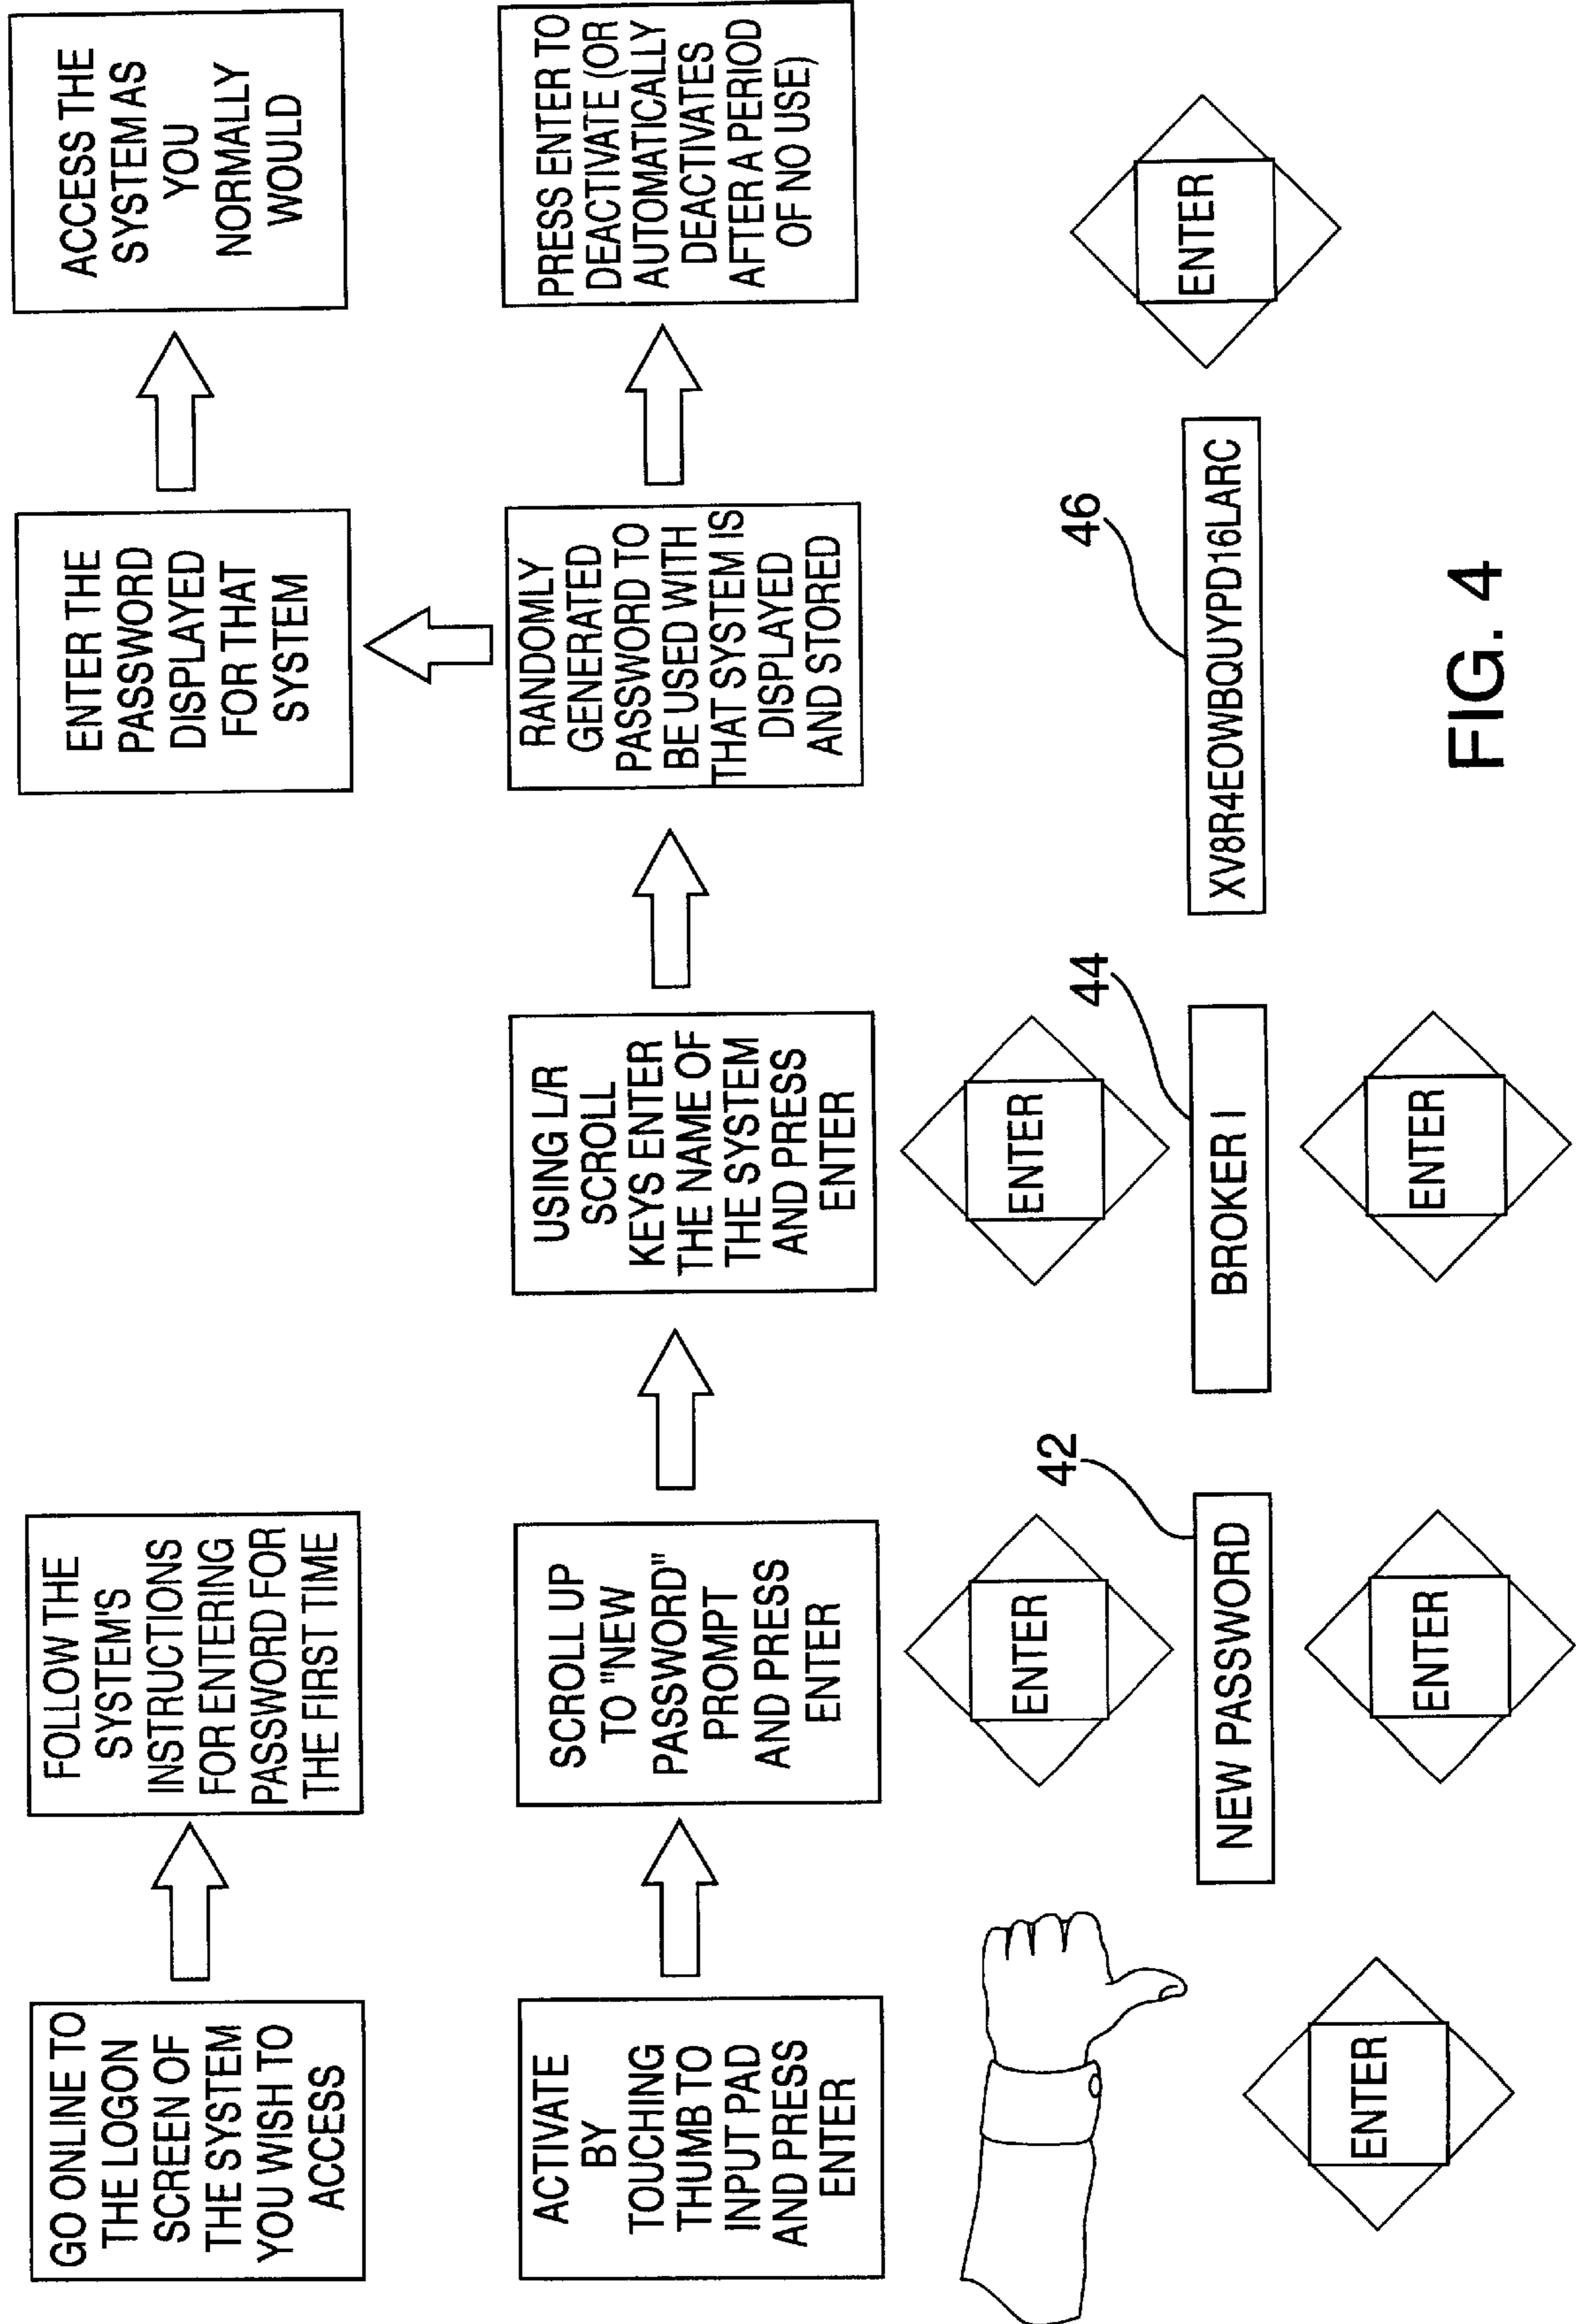 GO ONLINE TO
THE LOGON
SCREEN OF
THE SYSTEM
YOU WISH TO
ACCESS
FOLLOW THE
SYSTEM'S
INSTRUCTIONS
FOR ENTERING
PASSWORD FOR
THE FIRST TIME
ENTER THE
PASSWORD
DISPLAYED
FOR THAT
SYSTEM
ACCESS THE
SYSTEM AS
YOU
NORMALLY
WOULD
ACTIVATE
BY
TOUCHING
THUMB TO
INPUT PAD
AND PRESS
ENTER
SCROLL UP
TO "NEW
PASSWORD"
PROMPT
AND PRESS
ENTER
USING L/R
SCROLL
KEYS ENTER
THE NAME OF
THE SYSTEM
AND PRESS
ENTER
RANDOMLY
GENERATED
PASSWORD TO
BE USED WITH
THAT SYSTEM IS
DISPLAYED
AND STORED
PRESS ENTER TO
DEACTIVATE (OR
AUTOMATICALLY
DEACTIVATES
AFTER A PERIOD
OF NO USE)
ENTER
ENTER
42
44
46
NEW PASSWORD
BROKER I
XV8R4EOWBQUYPD16LARC
ENTER
ENTER
ENTER
ENTER
FIG. 4